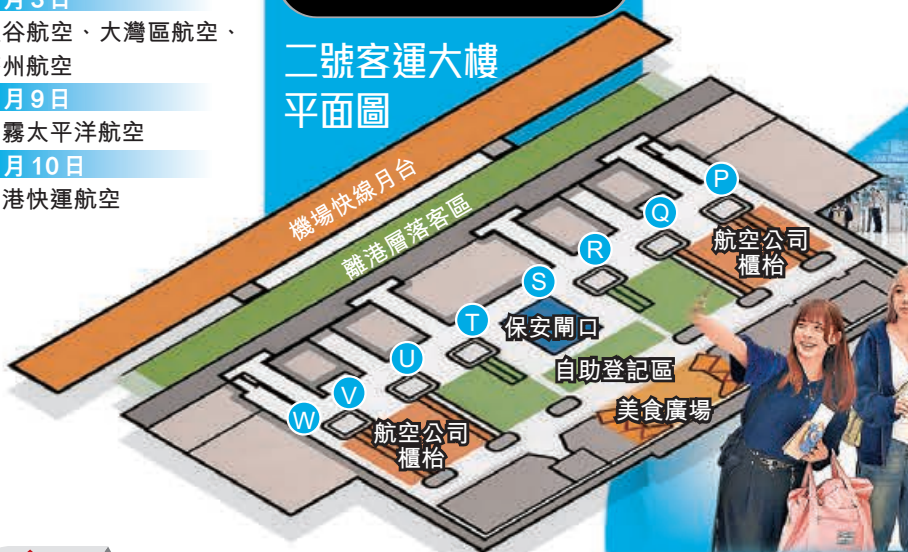 月3日
谷航空、大灣區航空、
州航空
月9日
霧太平洋航空
月10日
港快運航空
二號客運大樓
平面圖
機場快線月台
離港層落客區
P
Q
R
S
T
U
V
W
航空公司
櫃枱
保安閘口
自助登記區
美食廣場
航空公司
櫃枱